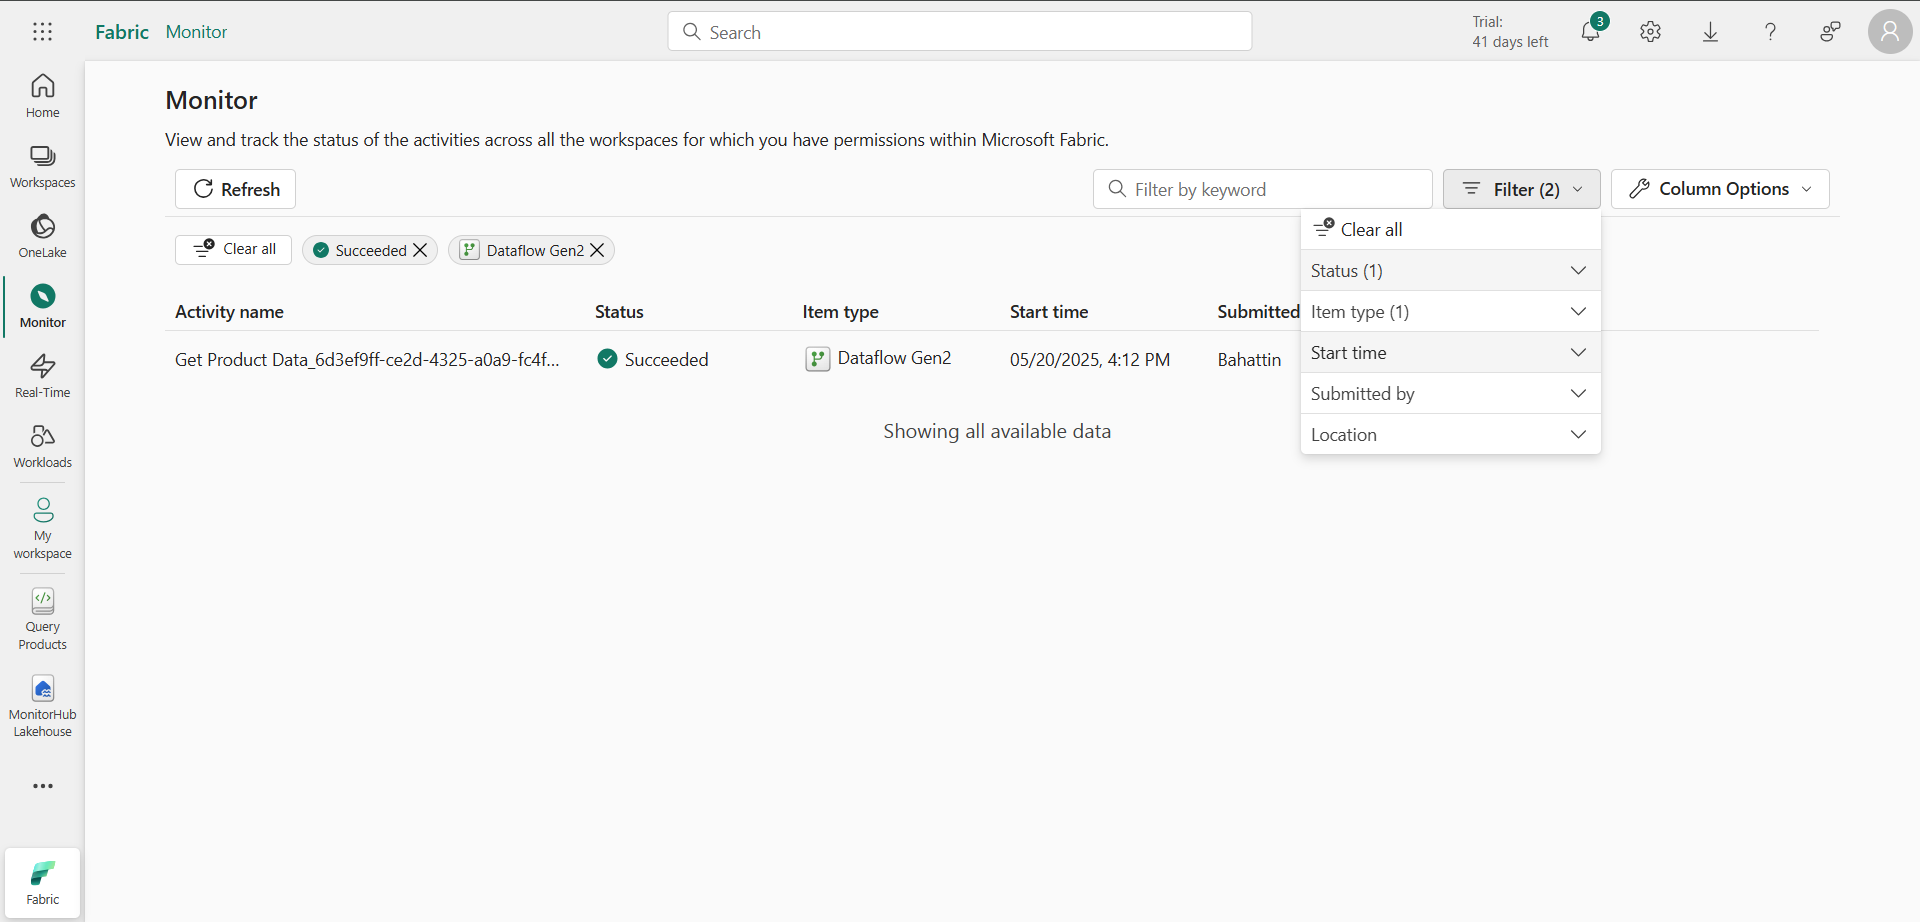 Fabric Monitor
Search
Trial:
41 days left
3
Home
Workspaces
OneLake
Monitor
Real-Time
Workloads
My
workspace
Query
Products
MonitorHub
Lakehouse
Fabric
Monitor
View and track the status of the activities across all the workspaces for which you have permissions within Microsoft Fabric.
Refresh
Filter by keyword
Filter (2)
Column Options
Clear all
Succeeded
Dataflow Gen2
Clear all
Status (1)
Item type (1)
Start time
Submitted by
Location
Activity name Status Item type Start time Submitted
Get Product Data_6d3ef9ff-ce2d-4325-a0a9-fc4f... Succeeded Dataflow Gen2 05/20/2025, 4:12 PM Bahattin
Showing all available data